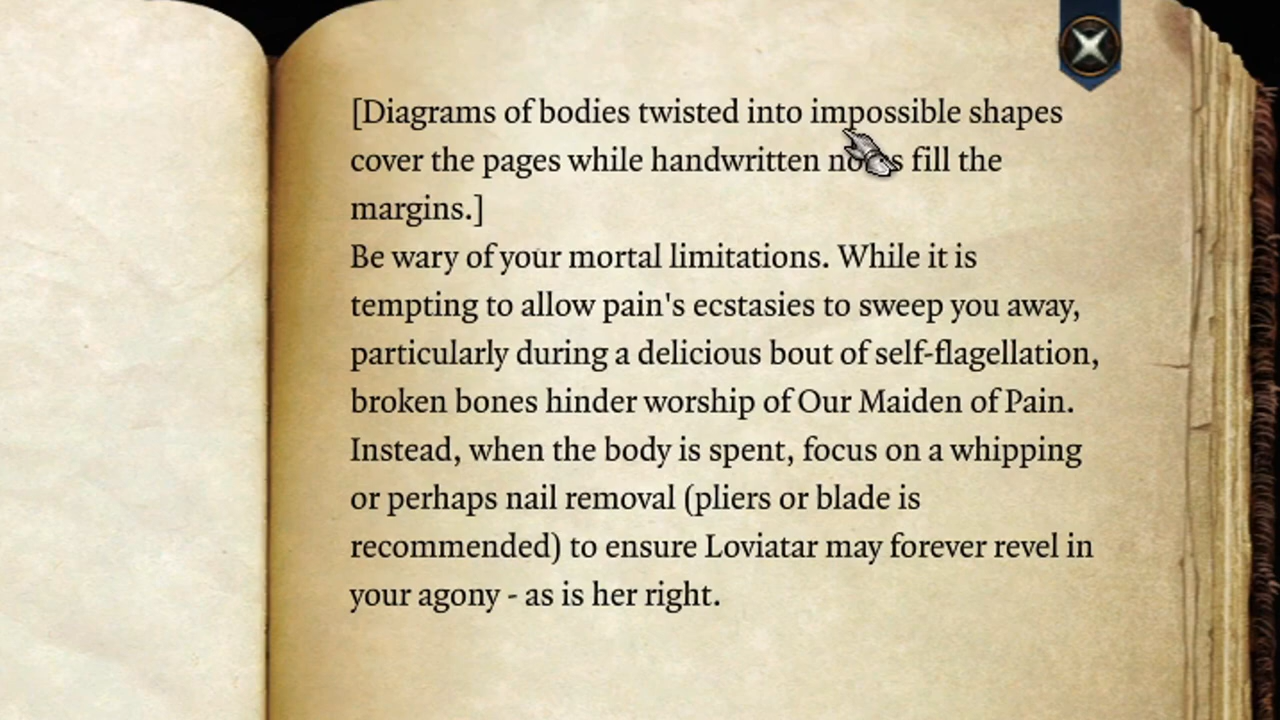 [Diagrams of bodies twisted into impossible shapes
cover the pages while handwritten notes fill the
margins.]
Be wary of your mortal limitations. While it is
tempting to allow pain's ecstasies to sweep you away,
particularly during a delicious bout of self-flagellation,
broken bones hinder worship of Our Maiden of Pain.
Instead, when the body is spent, focus on a whipping
or perhaps nail removal (pliers or blade is
recommended) to ensure Loviatar may forever revel in
your agony - as is her right.